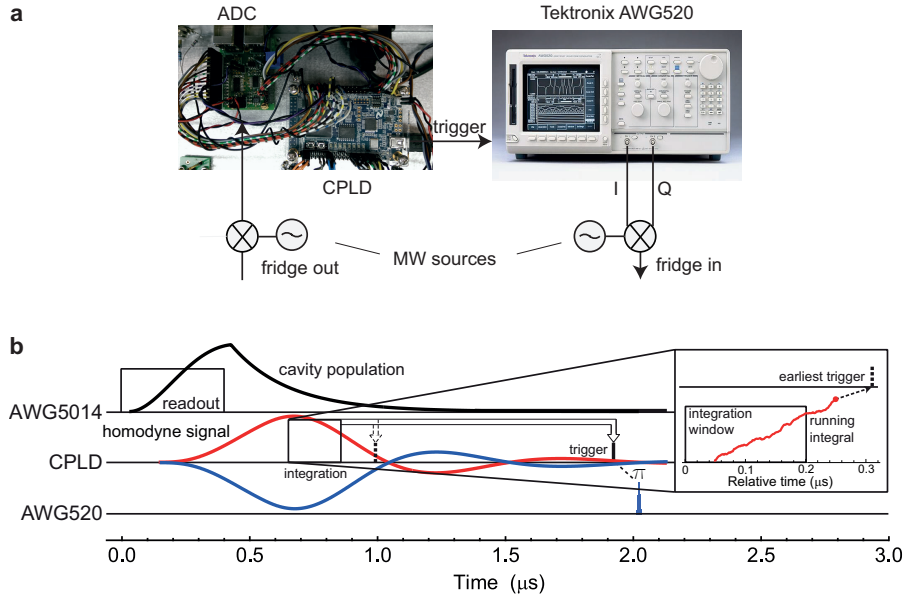 a
ADC
Tektronix AWG520
trigger
CPLD
I
Q
MW sources
fridge out
fridge in
b
cavity population
AWG5014
readout
homodyne signal
CPLD
integration
trigger
π
AWG520
earliest trigger
integration
window
running
integral
0
0.1
0.2
0.3
Relative time (μs)
0.0
0.5
1.0
1.5
2.0
2.5
3.0
Time (μs)